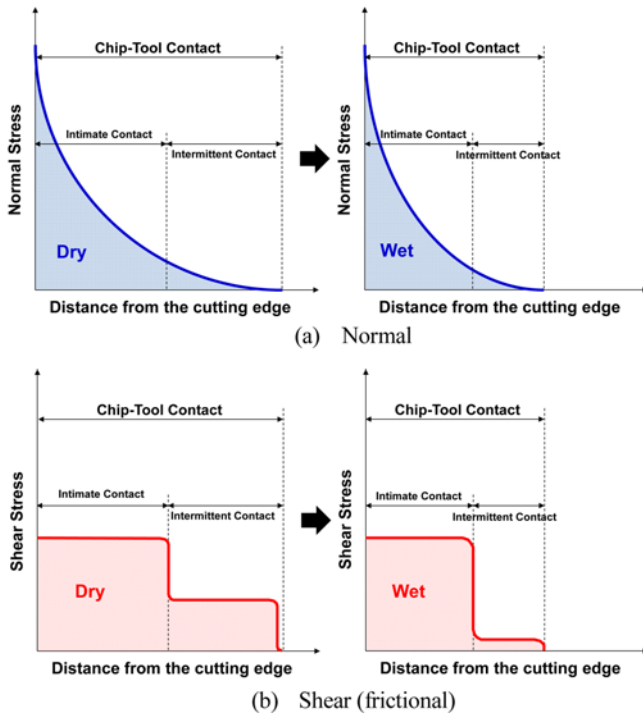 Chip-Tool Contact
Intimate Contact
Intermittent Contact
Normal Stress
Dry
Distance from the cutting edge
Chip-Tool Contact
Intimate Contact
Intermittent Contact
Normal Stress
Wet
Distance from the cutting edge
(a) Normal
Chip-Tool Contact
Intimate Contact
Intermittent Contact
Shear Stress
Dry
Distance from the cutting edge
Chip-Tool Contact
Intimate Contact
Intermittent Contact
Shear Stress
Wet
Distance from the cutting edge
(b) Shear (frictional)